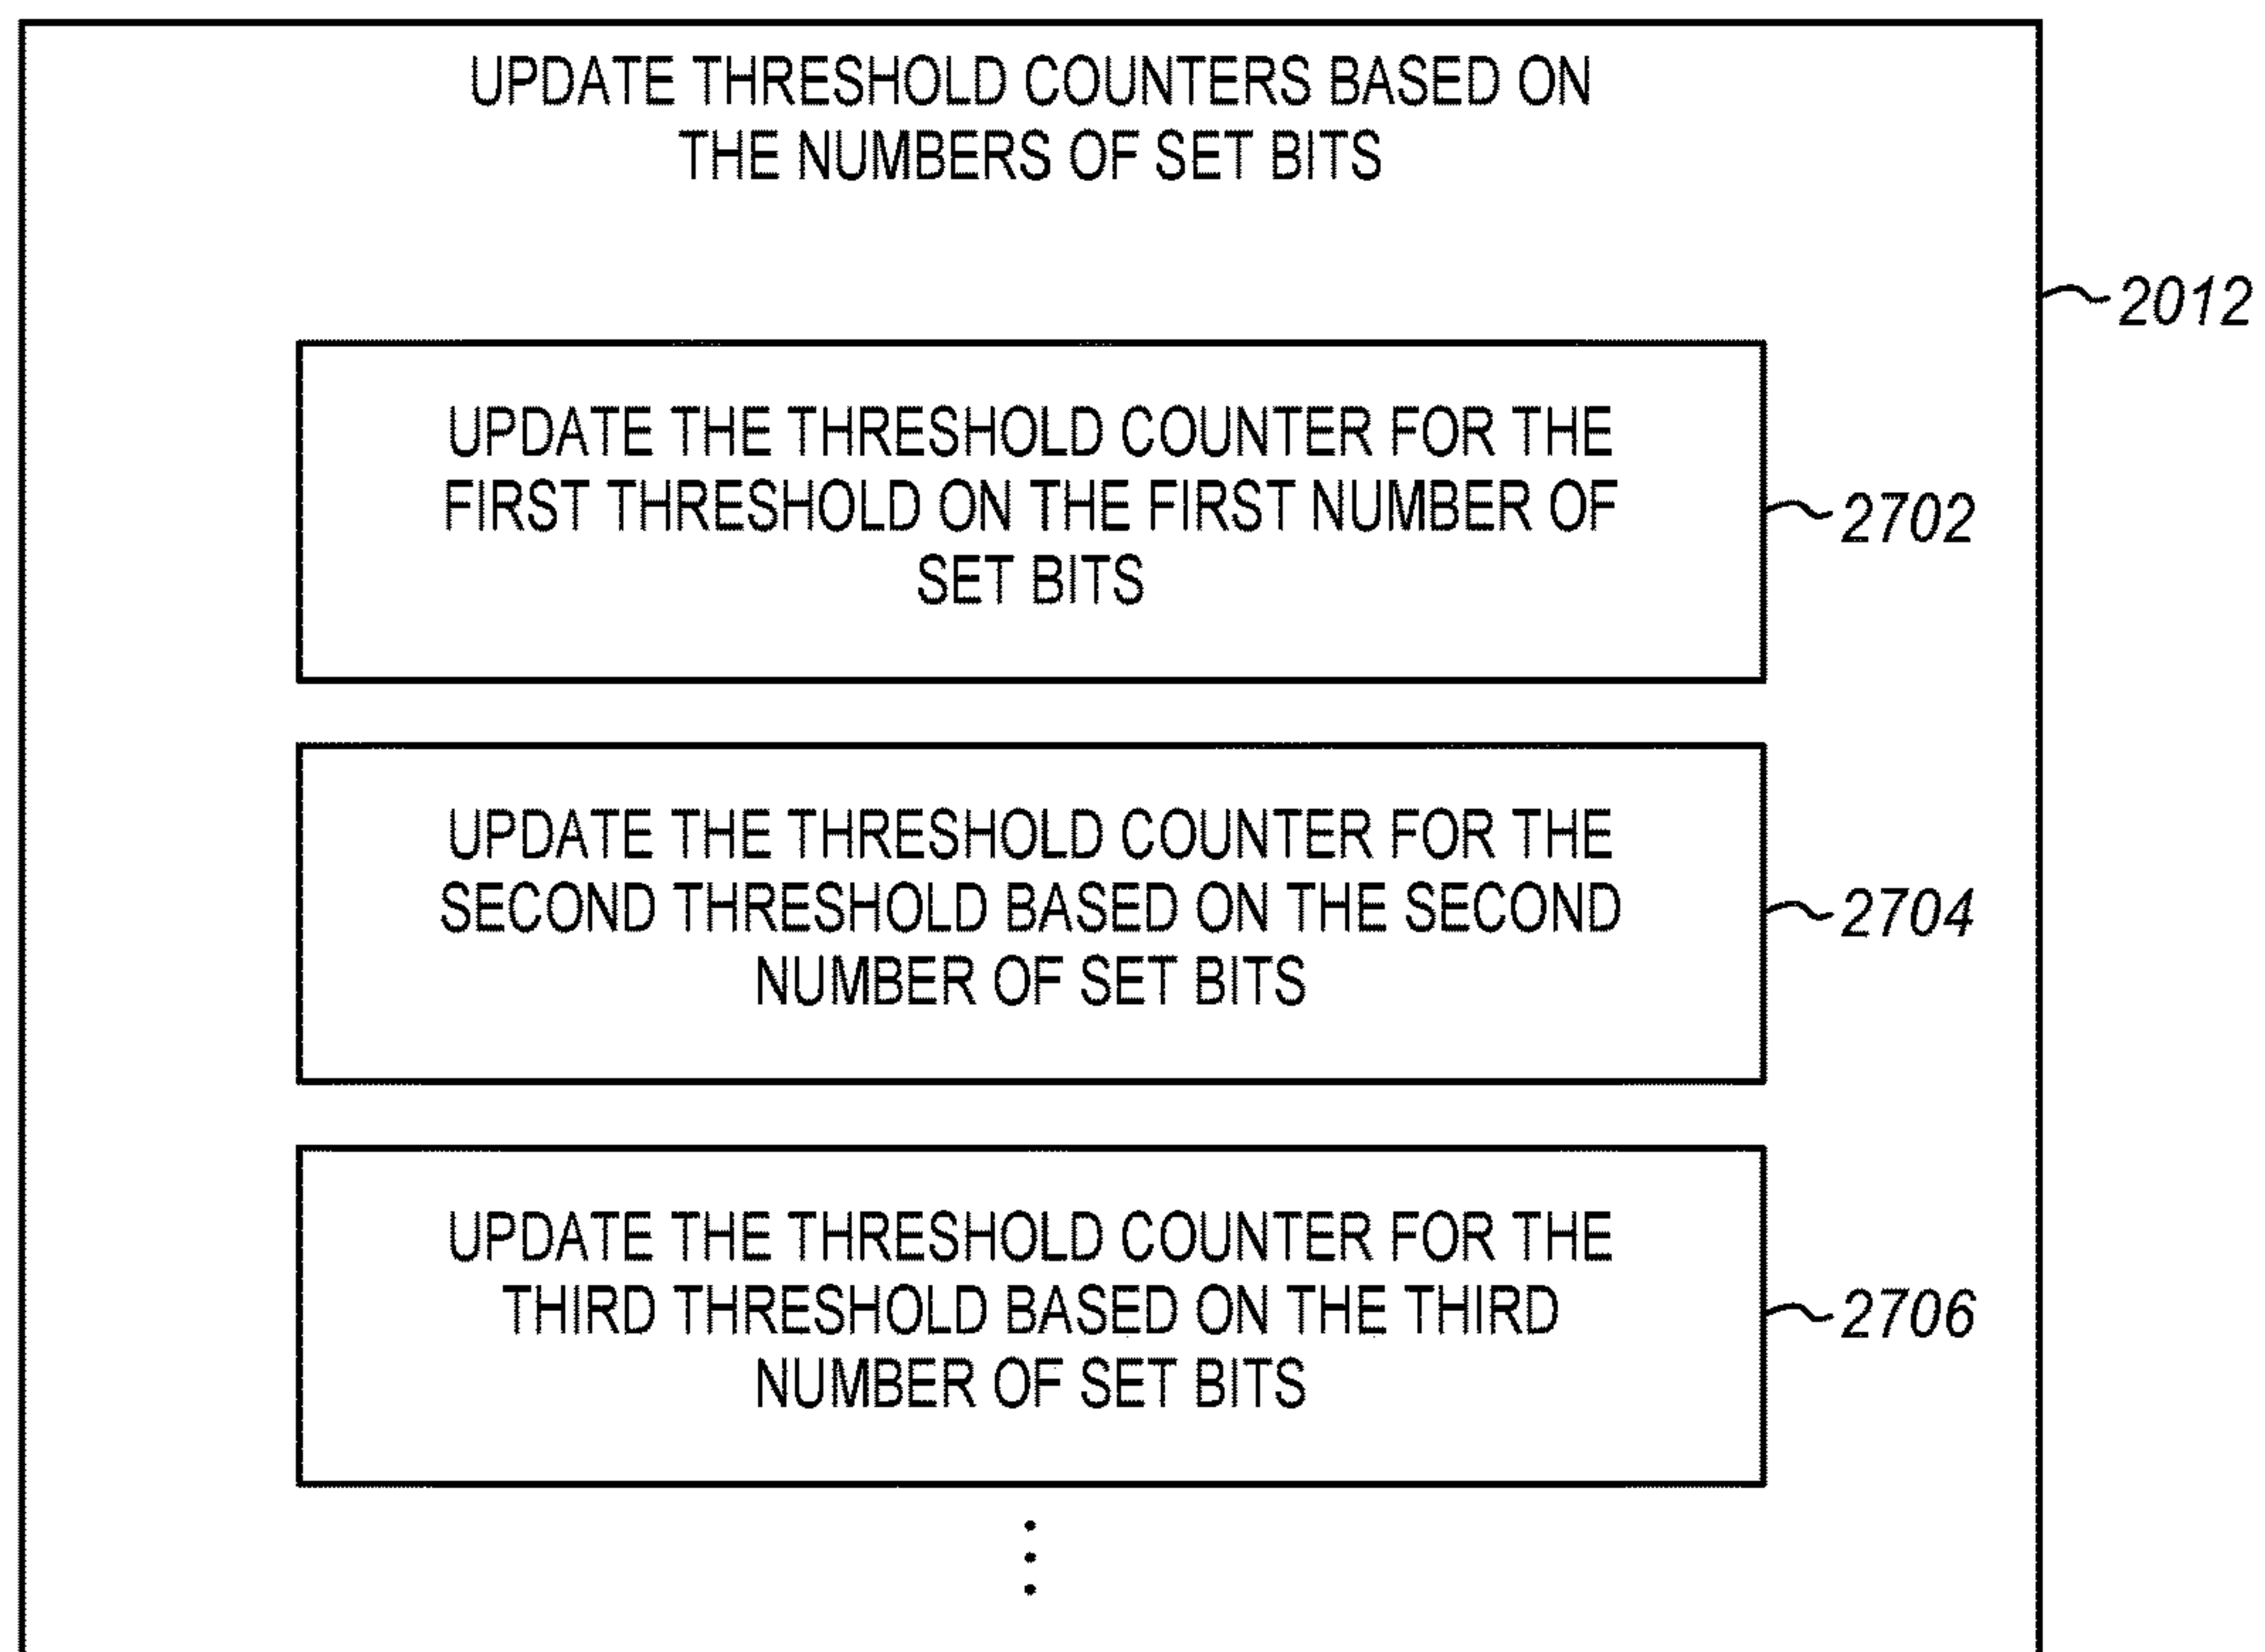 UPDATE THRESHOLD COUNTERS BASED ON
THE NUMBERS OF SET BITS
2012
UPDATE THE THRESHOLD COUNTER FOR THE
FIRST THRESHOLD ON THE FIRST NUMBER OF
SET BITS
2702
UPDATE THE THRESHOLD COUNTER FOR THE
SECOND THRESHOLD BASED ON THE SECOND
NUMBER OF SET BITS
2704
UPDATE THE THRESHOLD COUNTER FOR THE
THIRD THRESHOLD BASED ON THE THIRD
NUMBER OF SET BITS
2706